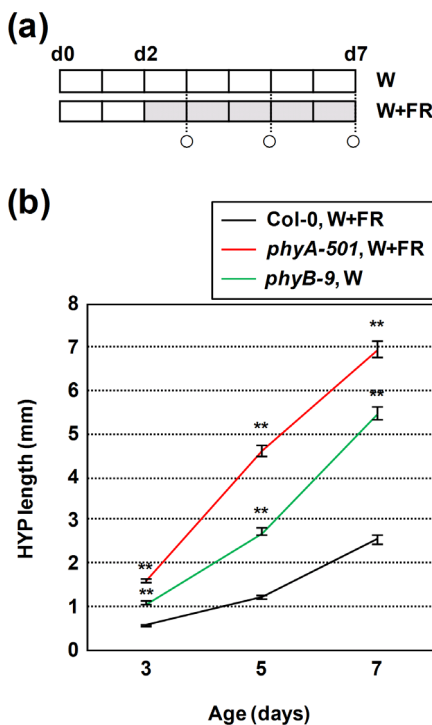 (a)
d0 d2 d7
W
W+FR
(b)
Col-0, W+FR
phyA-501, W+FR
phyB-9, W
8
7
6
5
4
3
2
1
0
HYP length (mm)
**
**
**
**
**
**
3 5 7
Age (days)